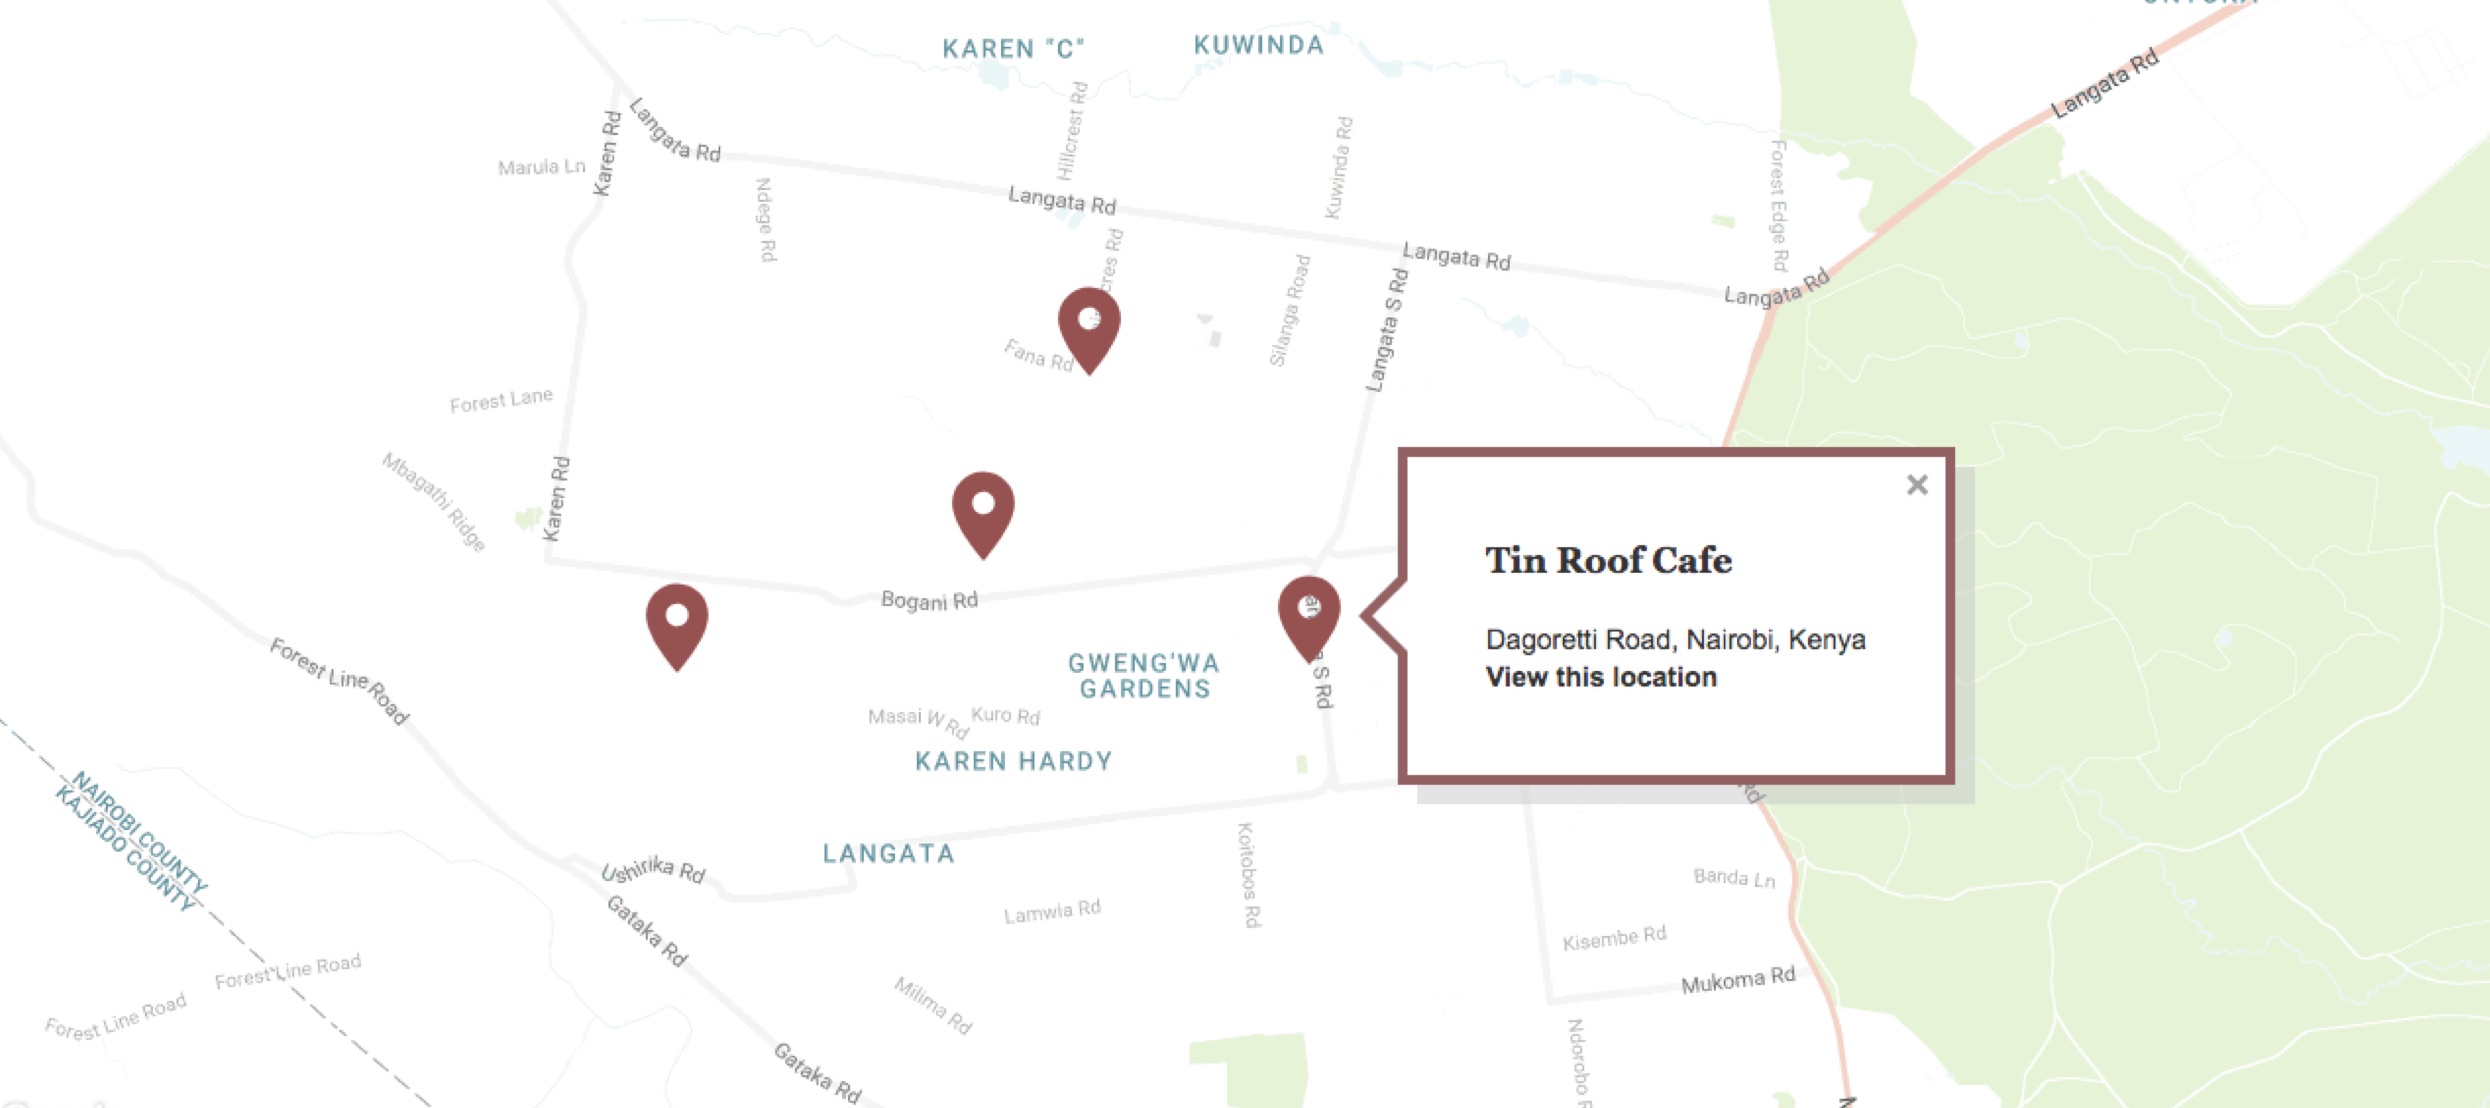 KAREN "C"
KUWINDA
Langata Rd
Langata Rd
Karen Rd
Marula Ln
Ndege Rd
Hillcrest Rd
Langata Rd
Kuwinda Rd
Forest Edge Rd
Langata Rd
Langata Rd
Silanga Road
Langata S Rd
Fana Rd
Forest Lane
Karen Rd
Mbagathi Ridge
Tin Roof Cafe
Dagoretti Road, Nairobi, Kenya
View this location
Bogani Rd
Forest Line Road
GWENG'WA
GARDENS
S Rd
Masai W Rd
Kuro Rd
KAREN HARDY
NAIROBI COUNTY
KAJIADO COUNTY
Rd
LANGATA
Ushirika Rd
Koitobos Rd
Banda Ln
Gataka Rd
Lamwia Rd
Kisembe Rd
Forest Line Road
Mukoma Rd
Forest Line Road
Milima Rd
Ndorobo R
Gataka Rd